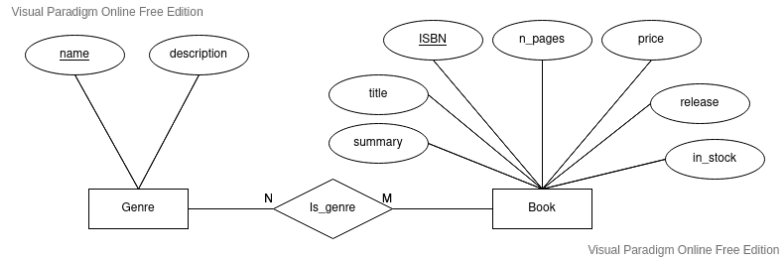 Visual Paradigm Online Free Edition
name
description
ISBN
n_pages
price
title
release
summary
in_stock
Genre
N
Is_genre
M
Book
Visual Paradigm Online Free Edition